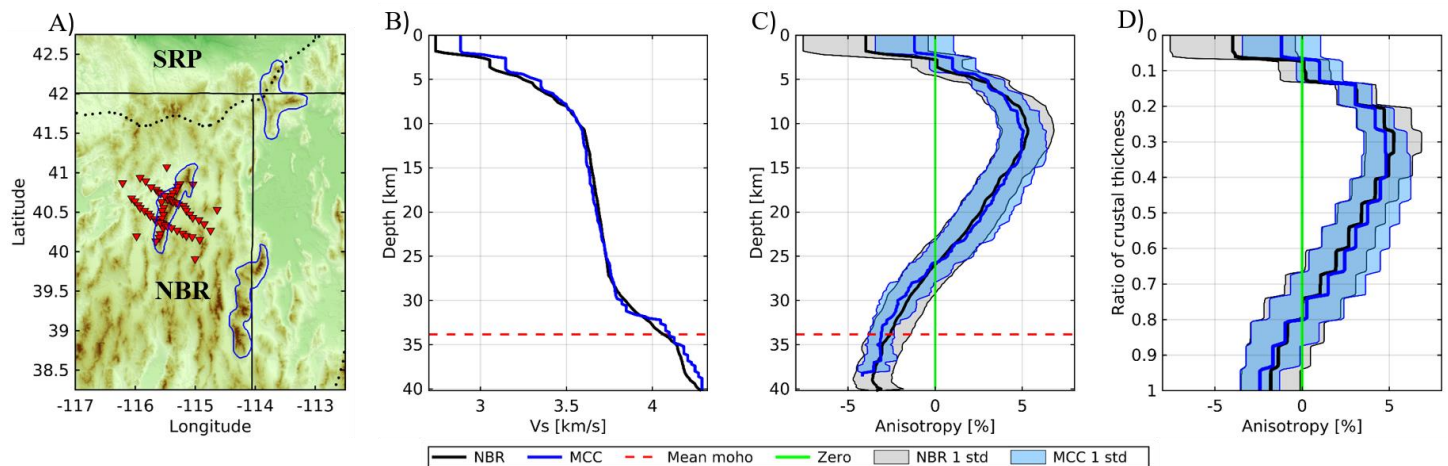 A)
B)
C)
D)
SRP
NBR
42.5
42
41.5
41
40.5
40
39.5
39
38.5
Latitude
-117 -116 -115 -114 -113
Longitude
0
5
10
15
20
25
30
35
40
Depth [km]
3 3.5 4
Vs [km/s]
0
5
10
15
20
25
30
35
40
Depth [km]
-5 0 5
Anisotropy [%]
0
0.1
0.2
0.3
0.4
0.5
0.6
0.7
0.8
0.9
1
Ratio of crustal thickness
-5 0 5
Anisotropy [%]
NBR MCC Mean moho Zero NBR 1 std MCC 1 std